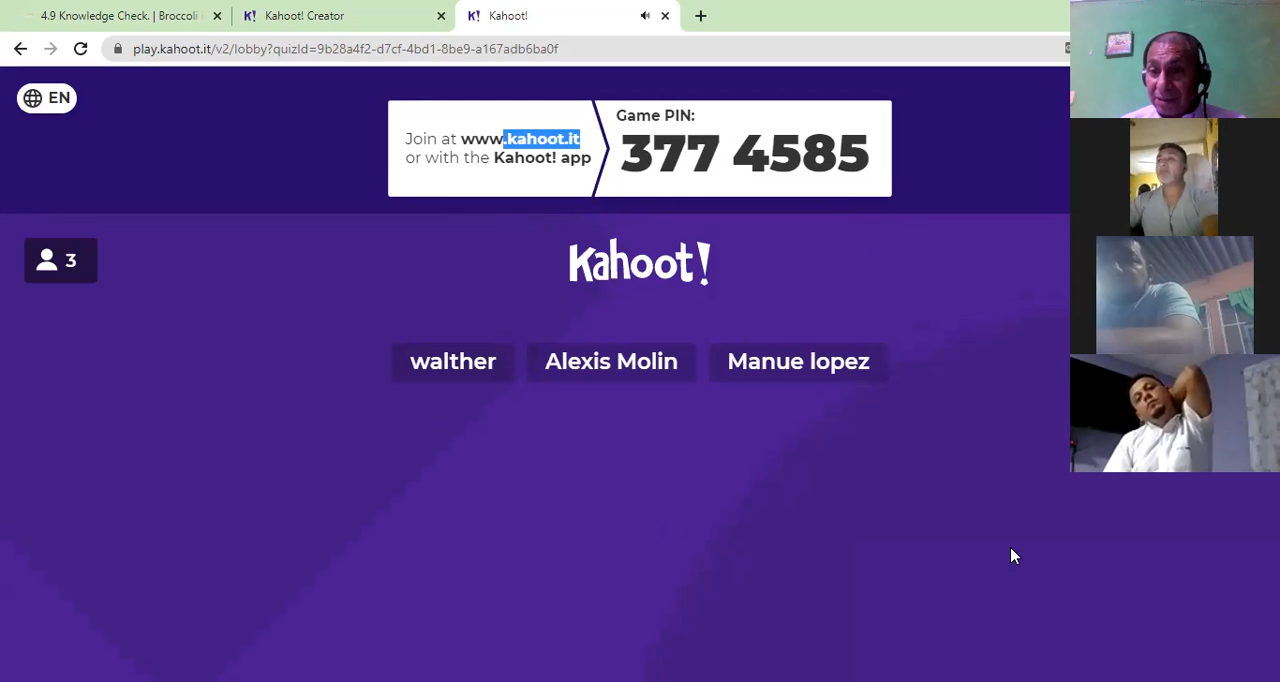 4.9 Knowledge Check. | Broccoli
Kahoot! Creator
Kahoot!
play.kahoot.it/v2/lobby?quizId=9b28a4f2-d7cf-4bd1-8be9-a167adb6ba0f
EN
Join at www.kahoot.it
or with the Kahoot! app
Game PIN:
377 4585
3
Kahoot!
walther
Alexis Molin
Manue lopez